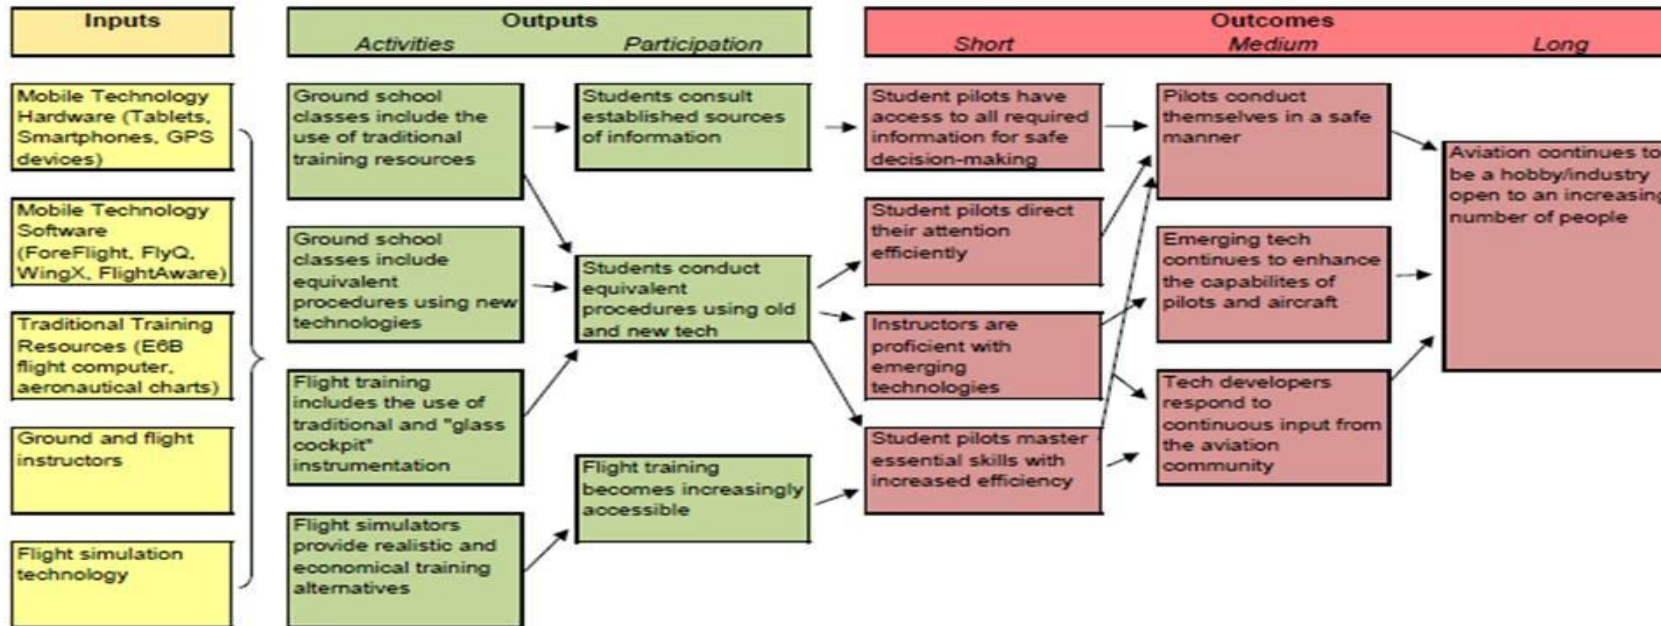 Inputs
Outputs
Activities
Participation
Outcomes
Short
Medium
Long
Mobile Technology
Hardware (Tablets,
Smartphones, GPS
devices)
Mobile Technology
Software
(ForeFlight, FlyQ,
WingX, FlightAware)
Traditional Training
Resources (E6B
flight computer,
aeronautical charts)
Ground and flight
instructors
Flight simulation
technology
Ground school
classes include the
use of traditional
training resources
Ground school
classes include
equivalent
procedures using new
technologies
Flight training
includes the use of
traditional and "glass
cockpit"
instrumentation
Flight simulators
provide realistic and
economical training
alternatives
Students consult
established sources
of information
Students conduct
equivalent
procedures using old
and new tech
Flight training
becomes increasingly
accessible
Student pilots have
access to all required
information for safe
decision-making
Student pilots direct
their attention
efficiently
Instructors are
proficient with
emerging
technologies
Student pilots master
essential skills with
increased efficiency
Pilots conduct
themselves in a safe
manner
Emerging tech
continues to enhance
the capabilites of
pilots and aircraft
Tech developers
respond to
continuous input from
the aviation
community
Aviation continues to
be a hobby/industry
open to an increasing
number of people